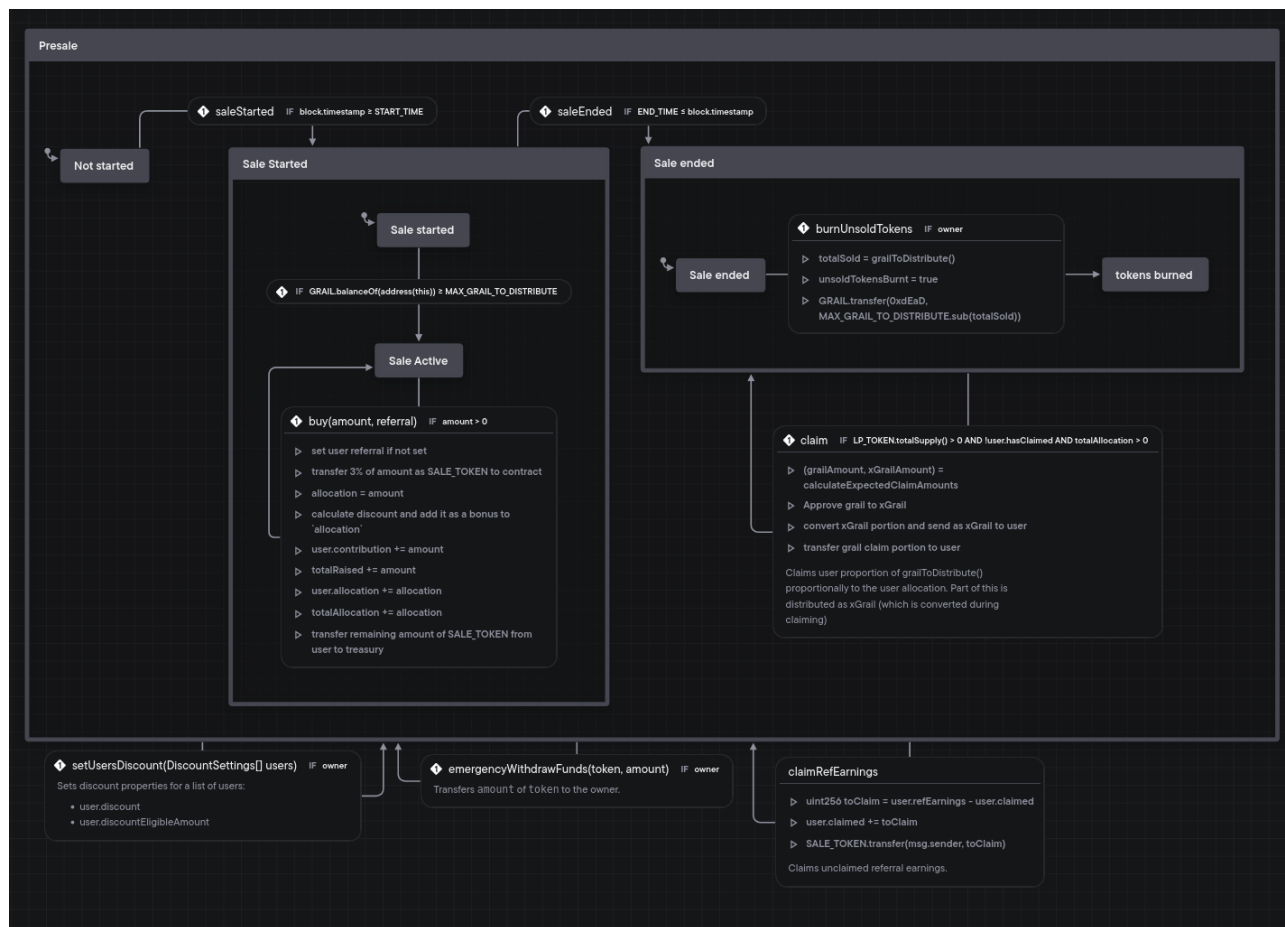 Presale
saleStarted IF block.timestamp ≥ START_TIME
saleEnded IF END_TIME ≤ block.timestamp
Not started
Sale Started
Sale started
IF GRAIL.balanceOf(address(this)) ≥ MAX_GRAIL_TO_DISTRIBUTE
Sale Active
buy(amount, referral) IF amount > 0
set user referral if not set
transfer 3% of amount as SALE_TOKEN to contract
allocation = amount
calculate discount and add it as a bonus to
`allocation`
user.contribution += amount
totalRaised += amount
user.allocation += allocation
totalAllocation += allocation
transfer remaining amount of SALE_TOKEN from
user to treasury
Sale ended
Sale ended
burnUnsoldTokens IF owner
totalSold = grailToDistribute()
unsoldTokensBurnt = true
GRAIL.transfer(0xdEaD,
MAX_GRAIL_TO_DISTRIBUTE.sub(totalSold))
tokens burned
claim IF LP_TOKEN.totalSupply() > 0 AND !user.hasClaimed AND totalAllocation > 0
(grailAmount, xGrailAmount) =
calculateExpectedClaimAmounts
Approve grail to xGrail
convert xGrail portion and send as xGrail to user
transfer grail claim portion to user
Claims user proportion of grailToDistribute()
proportionally to the user allocation. Part of this is
distributed as xGrail (which is converted during
claiming)
setUsersDiscount(DiscountSettings[] users) IF owner
Sets discount properties for a list of users:
• user.discount
• user.discountEligibleAmount
emergencyWithdrawFunds(token, amount) IF owner
Transfers amount of token to the owner.
claimRefEarnings
uint256 toClaim = user.refEarnings - user.claimed
user.claimed += toClaim
SALE_TOKEN.transfer(msg.sender, toClaim)
Claims unclaimed referral earnings.